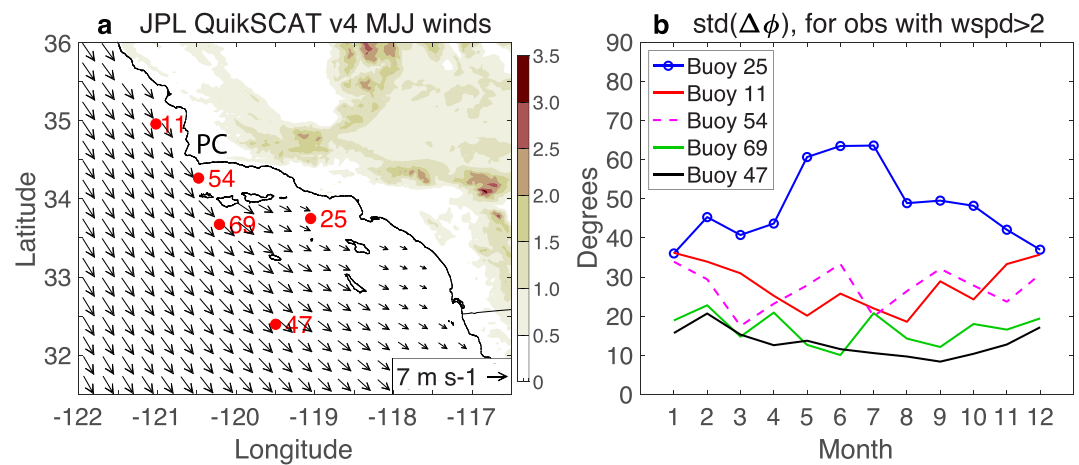 a JPL QuikSCAT v4 MJJ winds
36
35
34
33
32
Latitude
11
PC
54
69
25
47
7 m s-1
-122 -121 -120 -119 -118 -117
Longitude
3.5
3.0
2.5
2.0
1.5
1.0
0.5
0
b std(Δϕ), for obs with wspd>2
90
80
70
60
50
40
30
20
10
0
Degrees
Buoy 25
Buoy 11
Buoy 54
Buoy 69
Buoy 47
1 2 3 4 5 6 7 8 9 10 11 12
Month